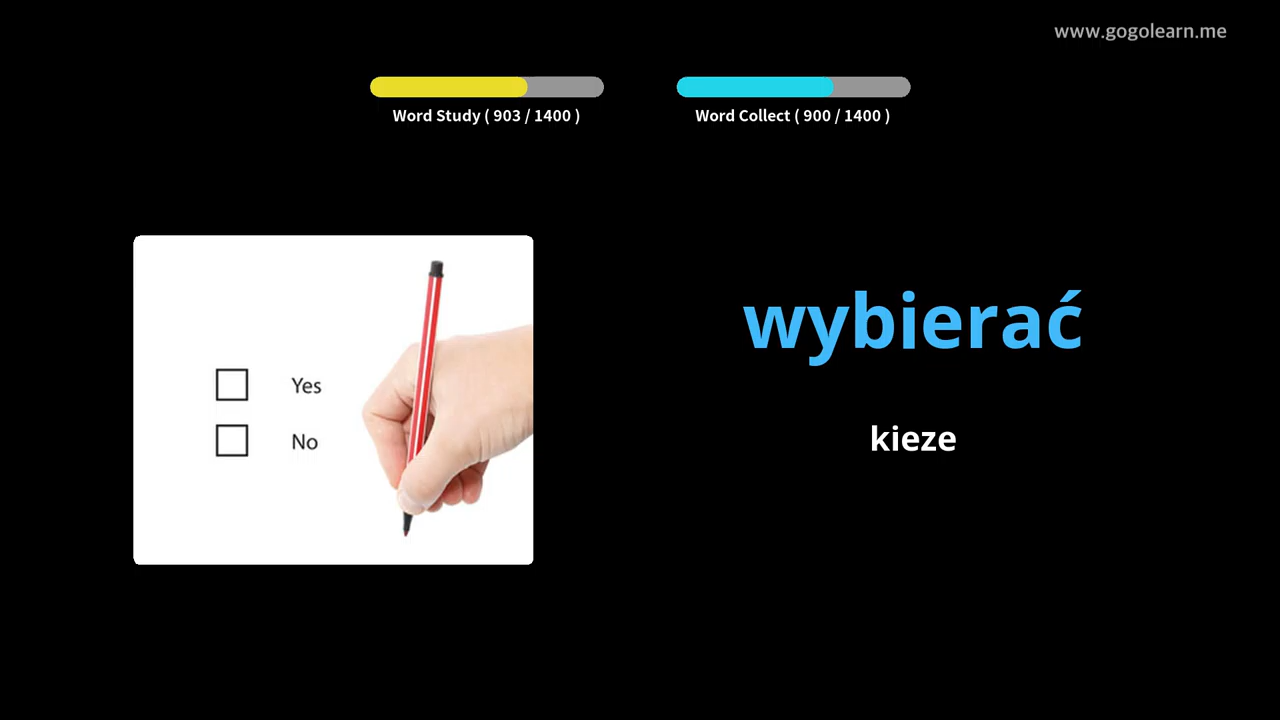 www.gogolearn.me
Word Study ( 903 / 1400 )
Word Collect ( 900 / 1400 )
wybierać
kieze
Yes
No